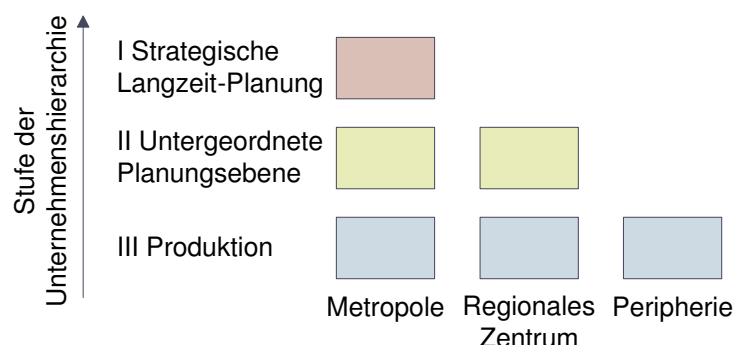 Stufe der
Unternehmenshierarchie
I Strategische
Langzeit-Planung
II Untergeordnete
Planungsebene
III Produktion
Metropole
Regionales
Zentrum
Peripherie